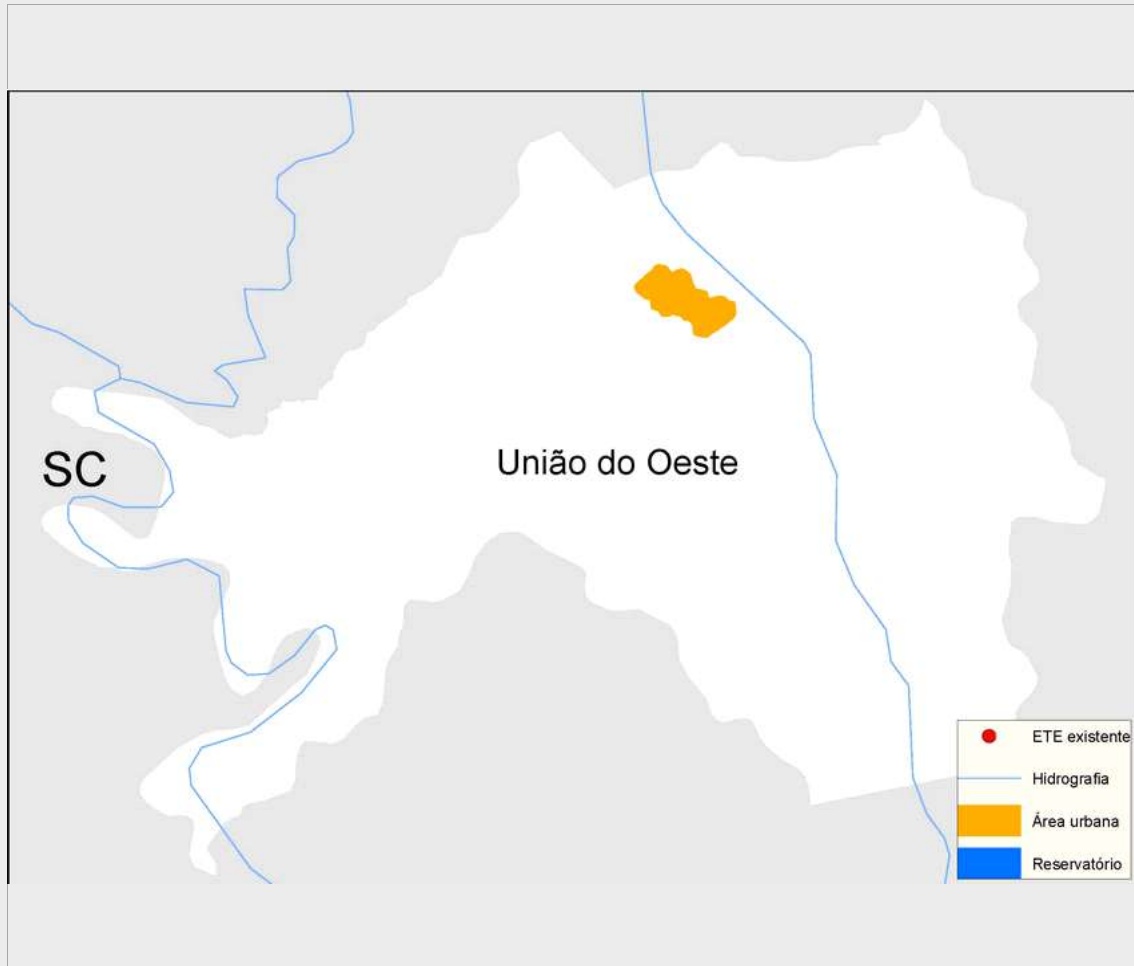 União do Oeste
SC
ETE existente
Hidrografia
Área urbana
Reservatório